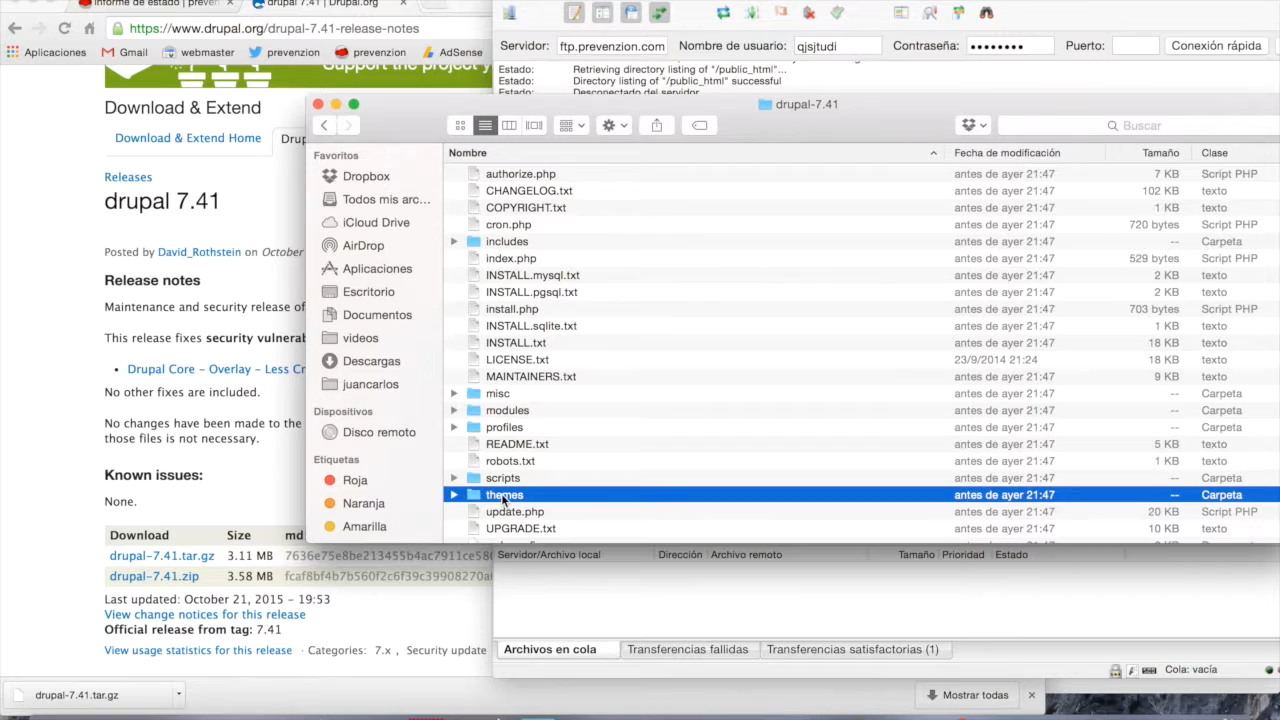 informe de estado | preven
drupal 7.41 | Drupal.org
https://www.drupal.org/drupal-7.41-release-notes
Aplicaciones
Gmail
webmaster
prevenzion
prevenzion
AdSense
Support the project y
Download & Extend
Download & Extend Home
Drup
Releases
drupal 7.41
Posted by David_Rothstein on October
Release notes
Maintenance and security release of
This release fixes security vulnerab
• Drupal Core - Overlay - Less Cr
No other fixes are included.
No changes have been made to the
those files is not necessary.
Known issues:
None.
Download Size md
drupal-7.41.tar.gz 3.11 MB 7636e75e8be213455b4ac7911ce58
drupal-7.41.zip 3.58 MB fcaf8bf4b7b560f2c6f39c39908270a
Last updated: October 21, 2015 - 19:53
View change notices for this release
Official release from tag: 7.41
View usage statistics for this release · Categories: 7.x , Security update
drupal-7.41.tar.gz
Mostrar todas
Servidor: ftp.prevenzion.com Nombre de usuario: qjsjtudi Contraseña: •••••••• Puerto: Conexión rápida
Estado: Retrieving directory listing of "/public_html"...
Estado: Directory listing of "/public_html" successful
Estado: Desconectado del servidor
drupal-7.41
Buscar
Favoritos
Dropbox
Todos mis arc...
iCloud Drive
AirDrop
Aplicaciones
Escritorio
Documentos
videos
Descargas
juancarlos
Dispositivos
Disco remoto
Etiquetas
Roja
Naranja
Amarilla
Nombre Fecha de modificación Tamaño Clase
authorize.php antes de ayer 21:47 7 KB Script PHP
CHANGELOG.txt antes de ayer 21:47 102 KB texto
COPYRIGHT.txt antes de ayer 21:47 1 KB texto
cron.php antes de ayer 21:47 720 bytes Script PHP
includes antes de ayer 21:47 -- Carpeta
index.php antes de ayer 21:47 529 bytes Script PHP
INSTALL.mysql.txt antes de ayer 21:47 2 KB texto
INSTALL.pgsql.txt antes de ayer 21:47 2 KB texto
install.php antes de ayer 21:47 703 bytes Script PHP
INSTALL.sqlite.txt antes de ayer 21:47 1 KB texto
INSTALL.txt antes de ayer 21:47 18 KB texto
LICENSE.txt 23/9/2014 21:24 18 KB texto
MAINTAINERS.txt antes de ayer 21:47 9 KB texto
misc antes de ayer 21:47 -- Carpeta
modules antes de ayer 21:47 -- Carpeta
profiles antes de ayer 21:47 -- Carpeta
README.txt antes de ayer 21:47 5 KB texto
robots.txt antes de ayer 21:47 1 KB texto
scripts antes de ayer 21:47 -- Carpeta
themes antes de ayer 21:47 -- Carpeta
update.php antes de ayer 21:47 20 KB Script PHP
UPGRADE.txt antes de ayer 21:47 10 KB texto
Servidor/Archivo local Dirección Archivo remoto Tamaño Prioridad Estado
Archivos en cola Transferencias fallidas Transferencias satisfactorias (1)
Cola: vacía